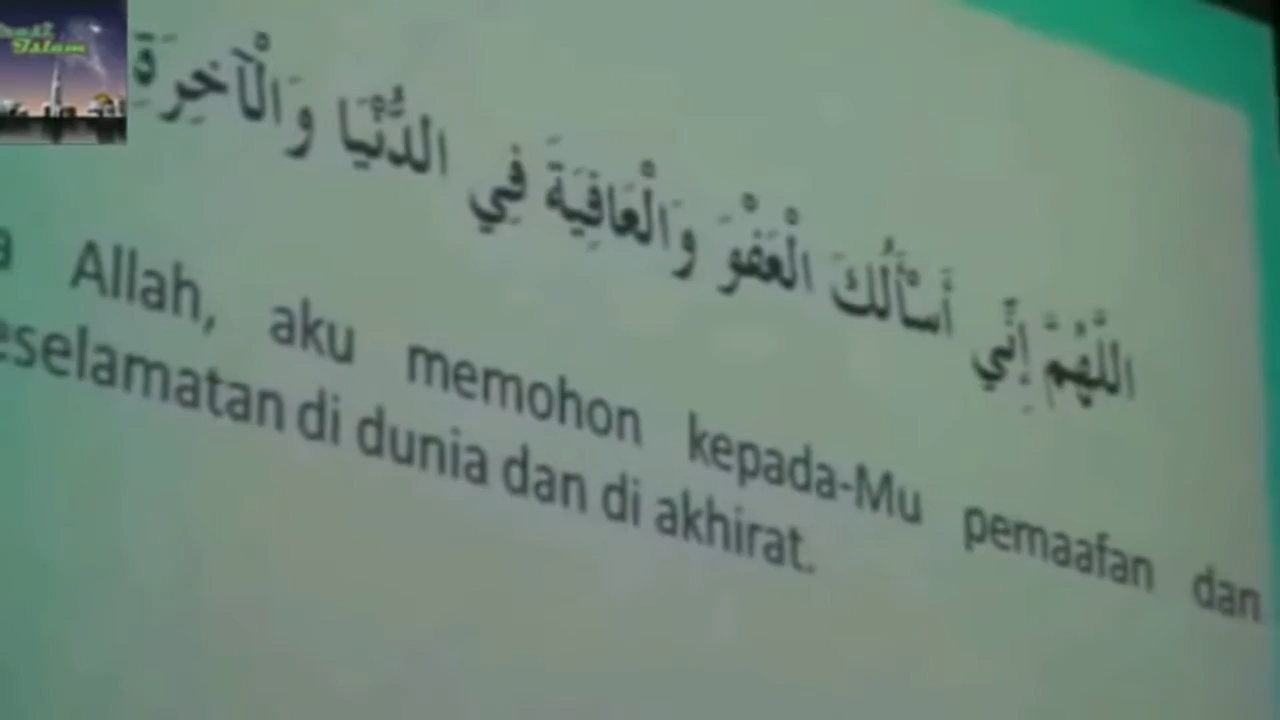 Islam
اللَّهُمَّ إِنِّي أَسْأَلُكَ الْعَفْوَ وَالْعَافِيَةَ فِي الدُّنْيَا وَالْآخِرَةِ
a Allah, aku memohon kepada-Mu pemaafan dan
eselamatan di dunia dan di akhirat.